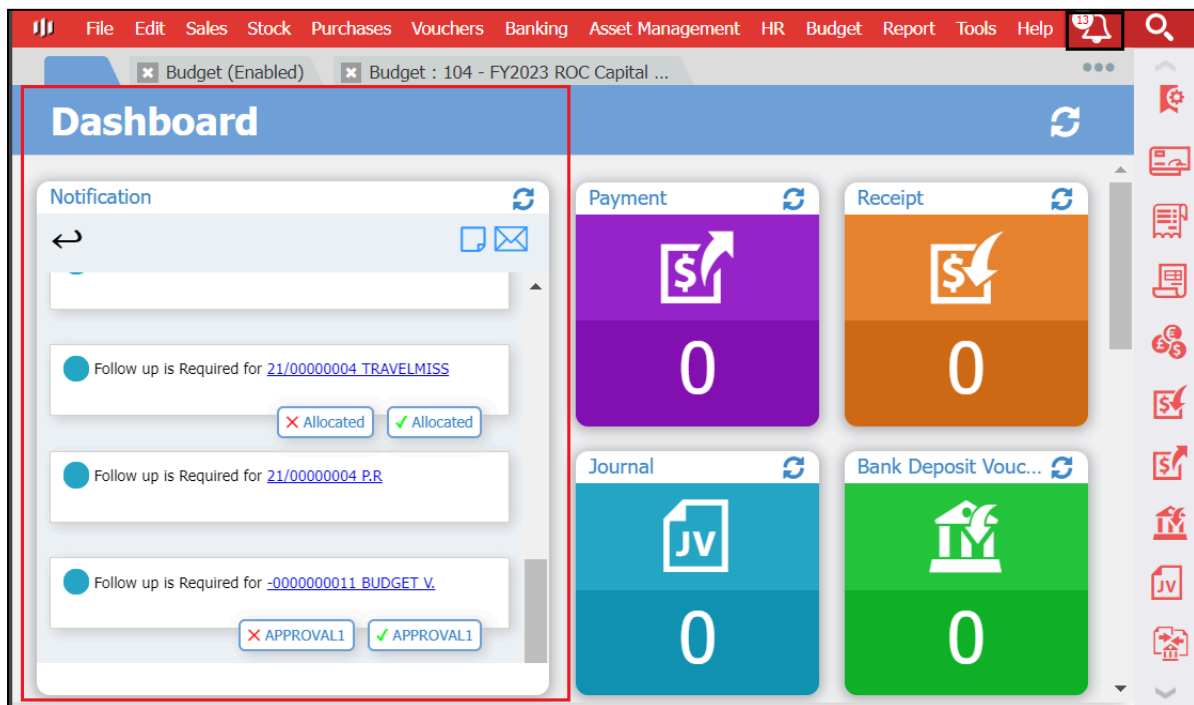 File Edit Sales Stock Purchases Vouchers Banking Asset Management HR Budget Report Tools Help 13
Budget (Enabled) Budget : 104 - FY2023 ROC Capital ...
Dashboard
Notification
Follow up is Required for 21/00000004 TRAVELMISS
Allocated Allocated
Follow up is Required for 21/00000004 P.R
Follow up is Required for -0000000011 BUDGET V.
APPROVAL1 APPROVAL1
Payment
$
0
Receipt
$
0
Journal
JV
0
Bank Deposit Vouc...
0
£ € $
$
$
JV